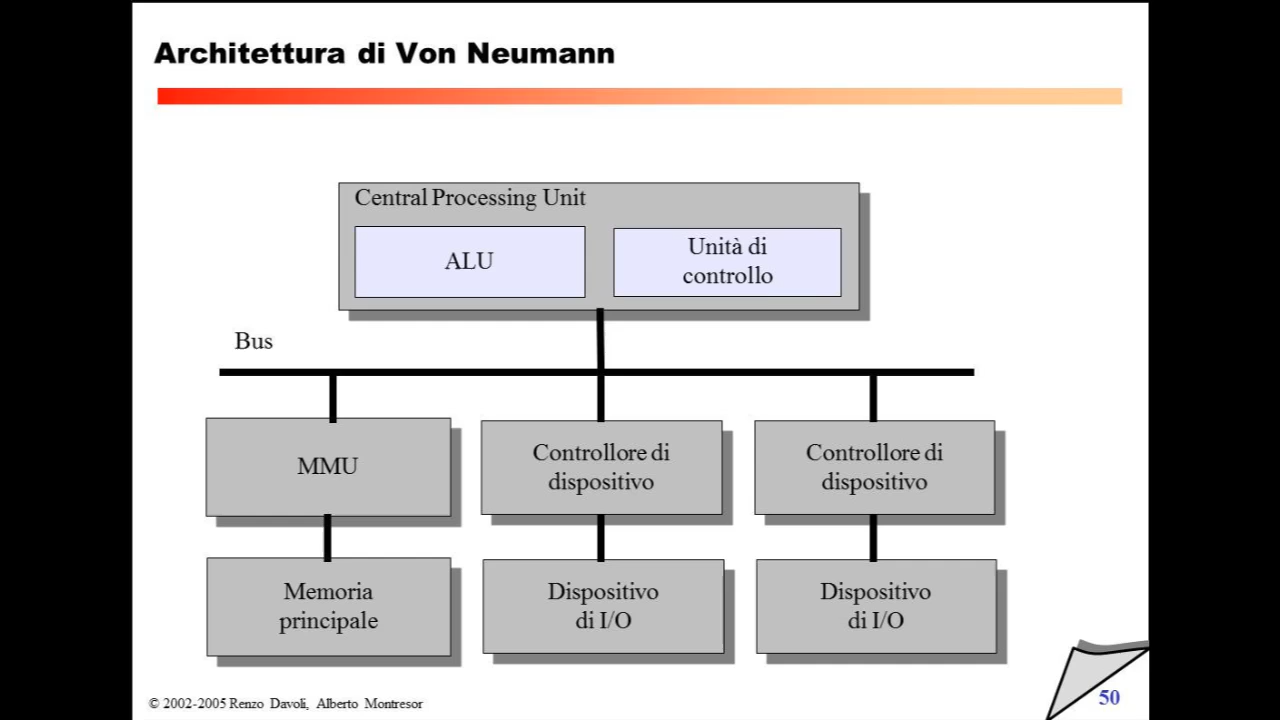 Architettura di Von Neumann
Central Processing Unit
ALU
Unità di
controllo
Bus
MMU
Controllore di
dispositivo
Controllore di
dispositivo
Memoria
principale
Dispositivo
di I/O
Dispositivo
di I/O
© 2002-2005 Renzo Davoli, Alberto Montresor
50